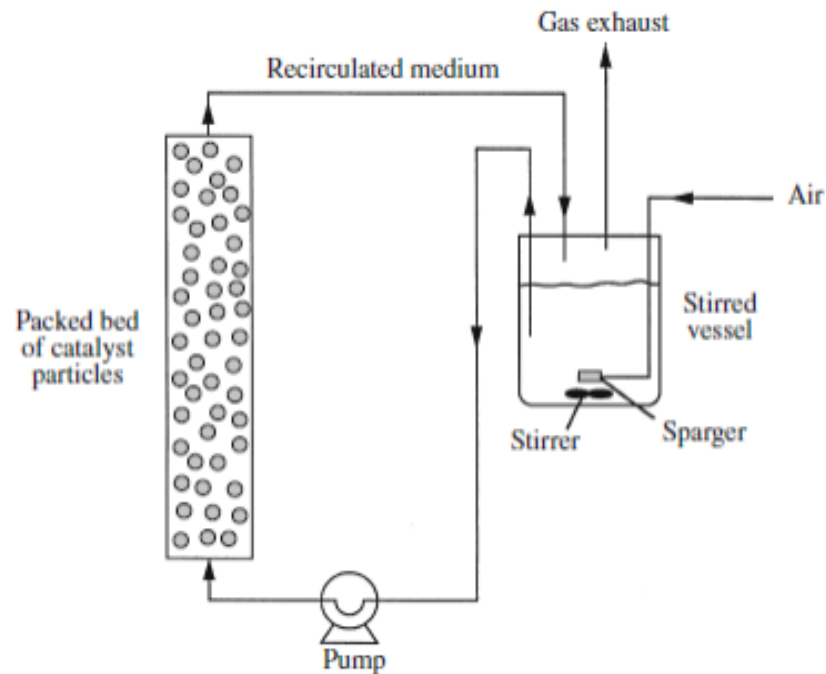 Gas exhaust
Recirculated medium
Air
Packed bed
of catalyst
particles
Stirred
vessel
Stirrer
Sparger
Pump